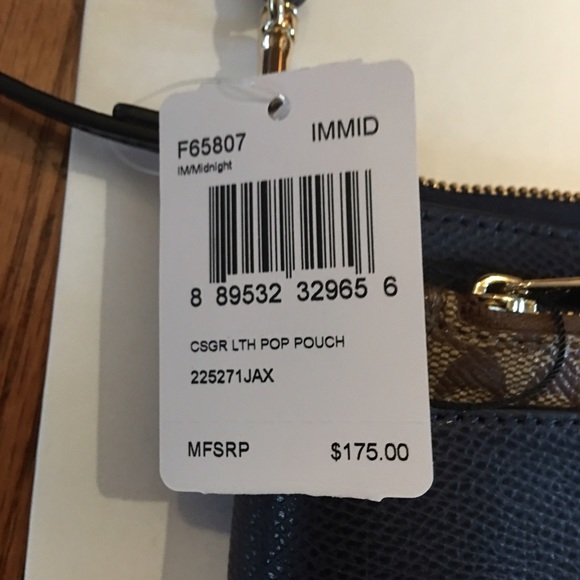 F65807 IMMID
IM/Midnight
8 89532 32965 6
CSGR LTH POP POUCH
225271JAX
MFSRP $175.00